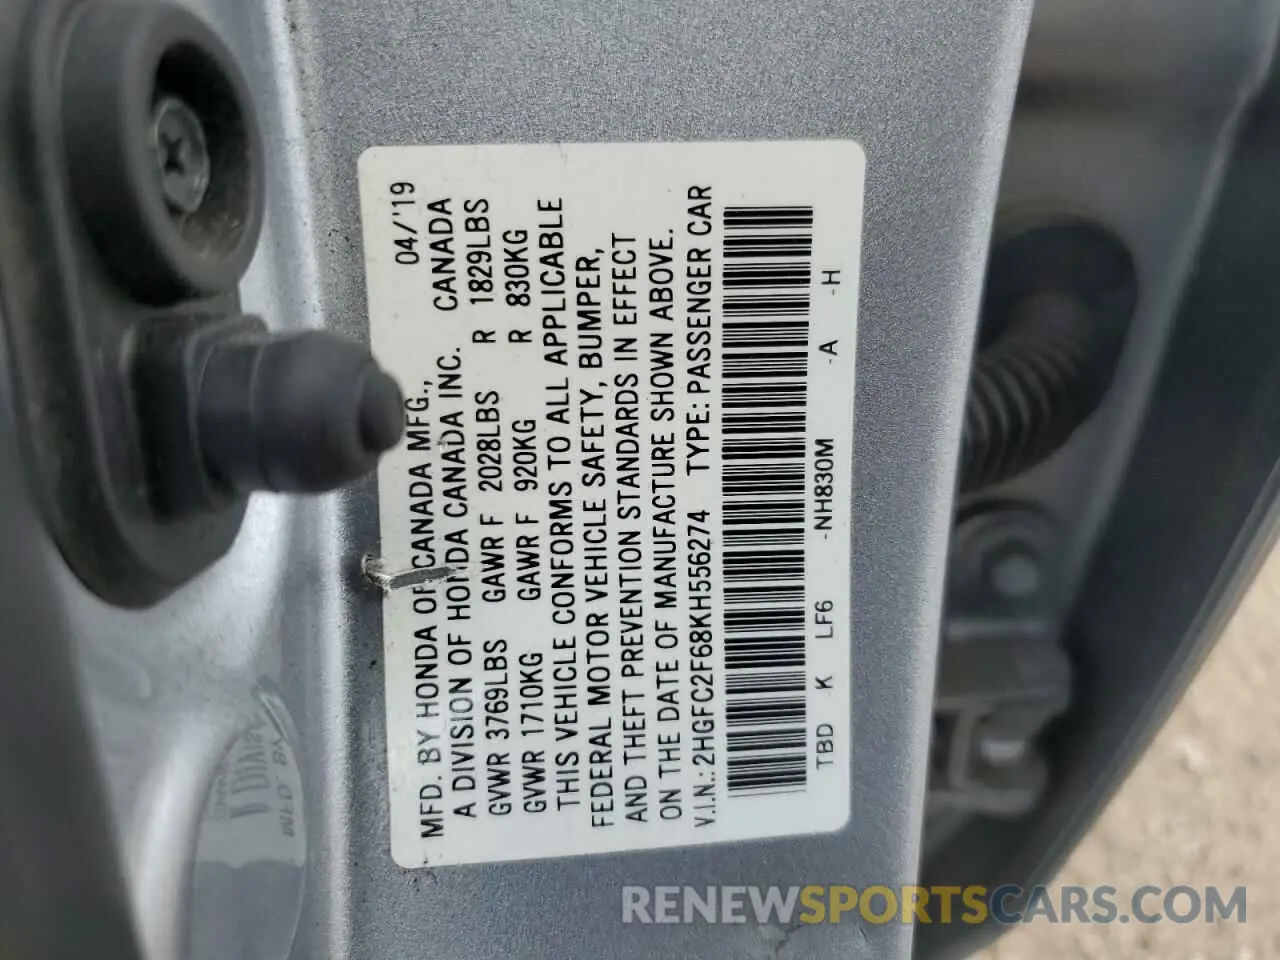 MFD. BY HONDA OF CANADA MFG., 04/'19
A DIVISION OF HONDA CANADA INC. CANADA
GVWR 3769LBS GAWR F 2028LBS R 1829LBS
GVWR 1710KG GAWR F 920KG R 830KG
THIS VEHICLE CONFORMS TO ALL APPLICABLE
FEDERAL MOTOR VEHICLE SAFETY, BUMPER,
AND THEFT PREVENTION STANDARDS IN EFFECT
ON THE DATE OF MANUFACTURE SHOWN ABOVE.
V.I.N.: 2HGFC2F68KH556274 TYPE: PASSENGER CAR
TBD K LF6 -NH830M -A -H
RENEWSPORTSCARS.COM